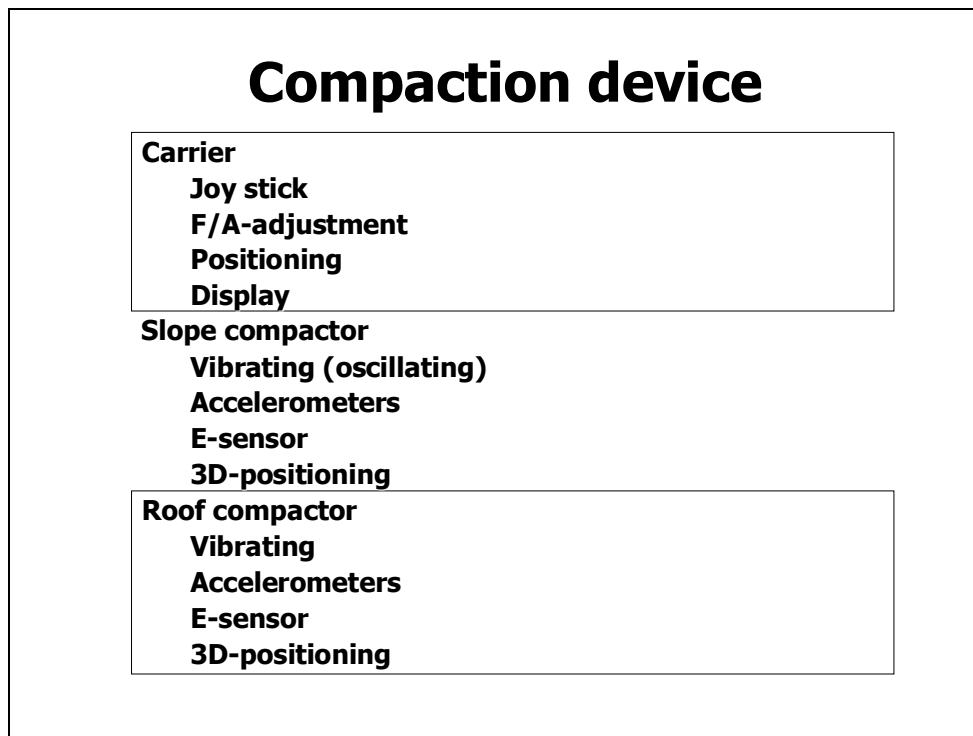 Compaction device
Carrier
Joy stick
F/A-adjustment
Positioning
Display
Slope compactor
Vibrating (oscillating)
Accelerometers
E-sensor
3D-positioning
Roof compactor
Vibrating
Accelerometers
E-sensor
3D-positioning